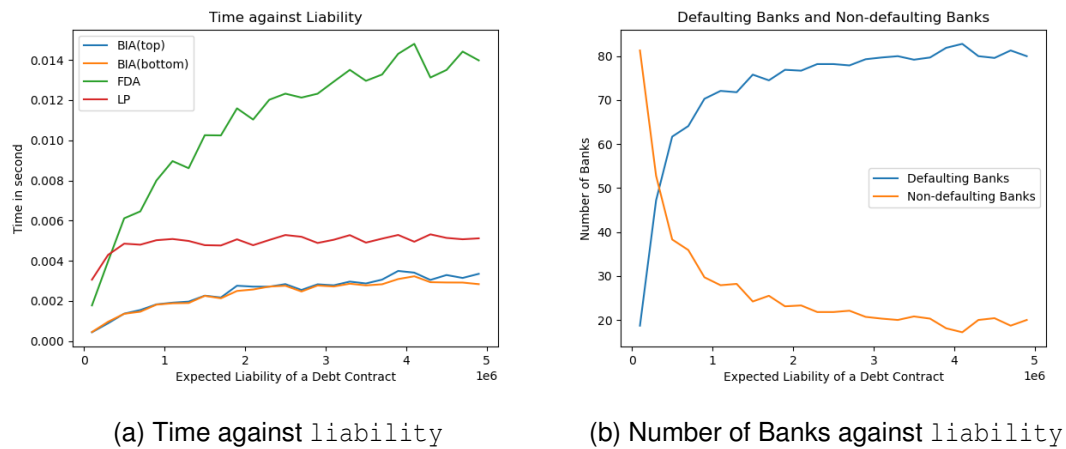 Time against Liability
BIA(top)
BIA(bottom)
FDA
LP
0.014
0.012
0.010
0.008
0.006
0.004
0.002
0.000
Time in second
0
1
2
3
4
5
1e6
Expected Liability of a Debt Contract
(a) Time against liability
Defaulting Banks and Non-defaulting Banks
80
70
60
50
40
30
20
Number of Banks
Defaulting Banks
Non-defaulting Banks
0
1
2
3
4
5
1e6
Expected Liability of a Debt Contract
(b) Number of Banks against liability